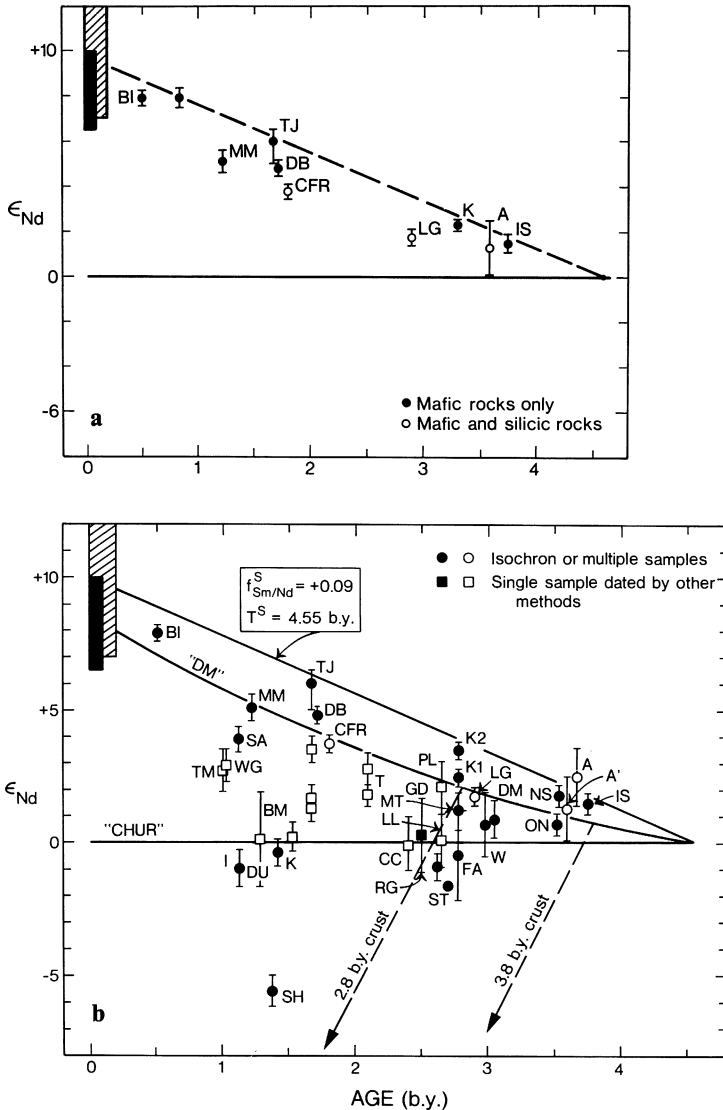 +10
BI
TJ
MM
DB
CFR
εNd
K
A
LG
IS
0
-6
Mafic rocks only
Mafic and silicic rocks
a
0 1 2 3 4
Isochron or multiple samples
Single sample dated by other methods
+10
f^S_Sm/Nd = +0.09
T^S = 4.55 b.y.
BI
"DM"
TJ
MM
DB
+5
SA
CFR
K2
TM
WG
PL
K1
LG
A
T
GD
DM
A'
εNd
MT
NS
IS
BM
LL
ON
"CHUR"
0
I
DU
K
CC
FA
W
RG
ST
2.8 b.y. crust
3.8 b.y. crust
-5
SH
b
0 1 2 3 4
AGE (b.y.)